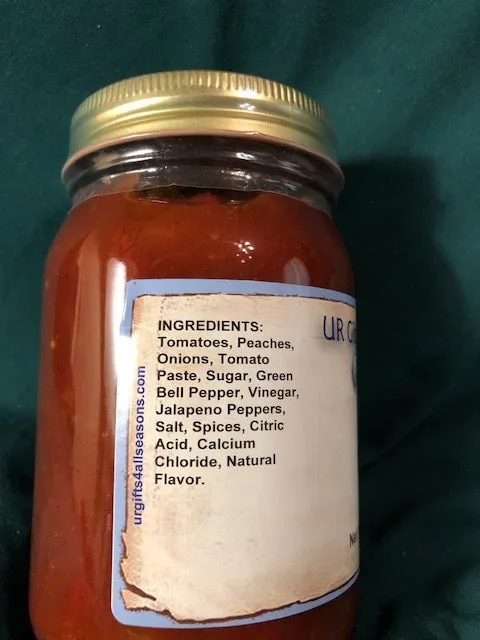 INGREDIENTS:
Tomatoes, Peaches,
Onions, Tomato
Paste, Sugar, Green
Bell Pepper, Vinegar,
Jalapeno Peppers,
Salt, Spices, Citric
Acid, Calcium
Chloride, Natural
Flavor.
urgifts4allseasons.com
UR